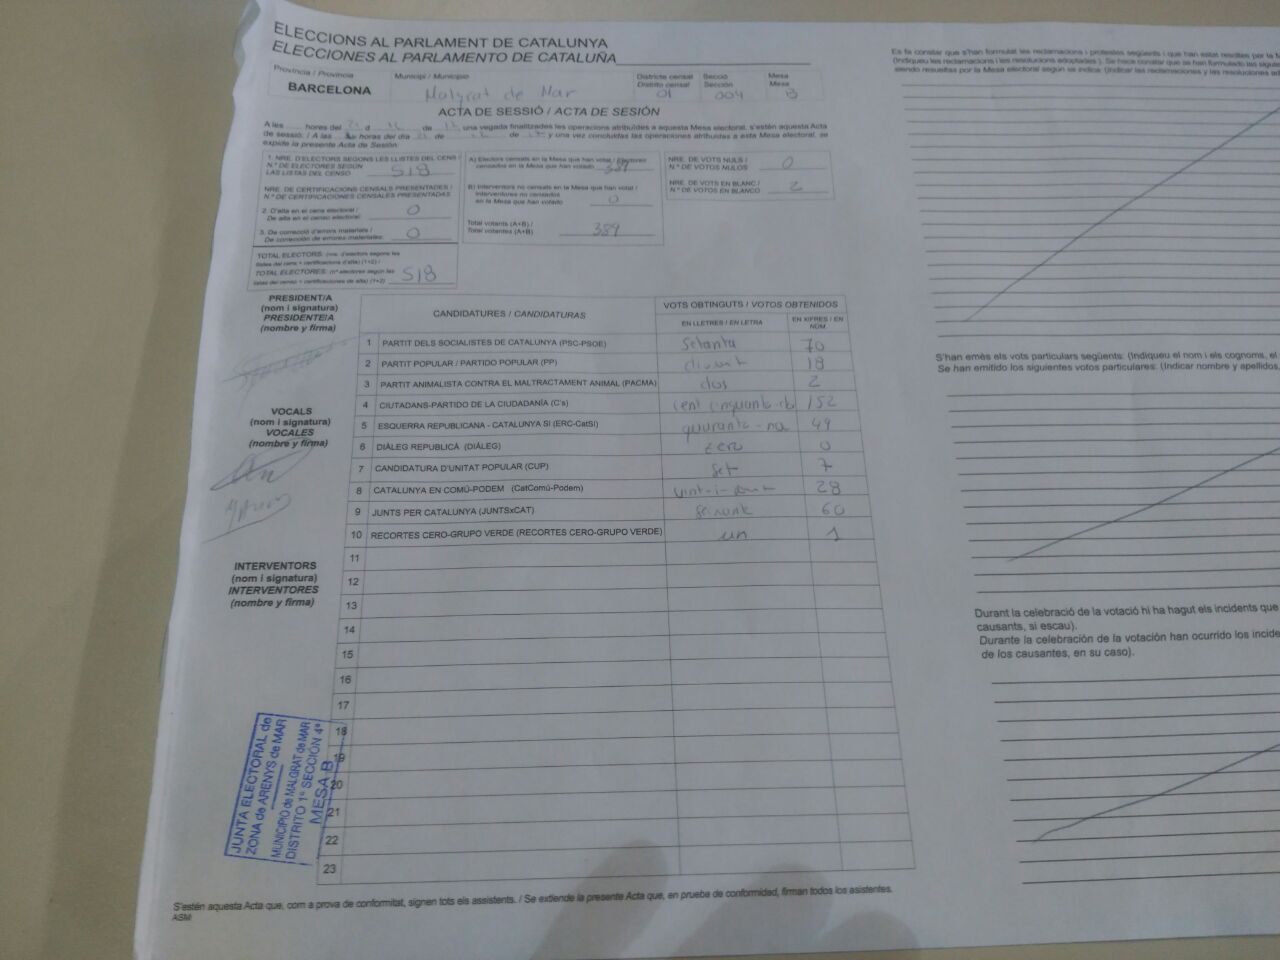 ELECCIONS AL PARLAMENT DE CATALUNYA
ELECCIONES AL PARLAMENTO DE CATALUÑA
Província / Provincia
Municipi / Municipio
Districte censal
Distrito censal
Secció
Sección
Mesa
Mesa
BARCELONA
Malgrat de Mar
01
004
B
ACTA DE SESSIÓ / ACTA DE SESIÓN
A les ...... hores del d de una vegada finalitzades les operacions atribuïdes a aquesta Mesa electoral, s'estén aquesta Acta
de sessió. / A las horas del día de de y una vez concluidas las operaciones atribuidas a esta Mesa electoral, se
expide la presente Acta de Sesión.
1. NRE. D'ELECTORS SEGONS LES LLISTES DEL CENS /
N.º DE ELECTORES SEGÚN
LAS LISTAS DEL CENSO
518
NRE. DE CERTIFICACIONS CENSALS PRESENTADES /
N.º DE CERTIFICACIONES CENSALES PRESENTADAS
2. D'alta en el cens electoral /
De alta en el censo electoral:
0
3. De correcció d'errors materials /
De corrección de errores materiales:
0
TOTAL ELECTORS: (nre. d'electors segons les
llistes del cens + certificacions d'alta) (1+2) /
TOTAL ELECTORES: (nº electores según las
listas del censo + certificaciones de alta) (1+2)
518
A) Electors censats en la Mesa que han votat / Electores
censados en la Mesa que han votado
389
B) Interventors no censats en la Mesa que han votat /
Interventores no censados
en la Mesa que han votado
0
Total votants (A+B) /
Total votantes (A+B)
389
NRE. DE VOTS NULS /
N.º DE VOTOS NULOS
0
NRE. DE VOTS EN BLANC /
N.º DE VOTOS EN BLANCO
2
PRESIDENT/A
(nom i signatura)
PRESIDENTE/A
(nombre y firma)
VOCALS
(nom i signatura)
VOCALES
(nombre y firma)
INTERVENTORS
(nom i signatura)
INTERVENTORES
(nombre y firma)
CANDIDATURES / CANDIDATURAS
VOTS OBTINGUTS / VOTOS OBTENIDOS
EN LLETRES / EN LETRA
EN XIFRES / EN NÚM.
1 PARTIT DELS SOCIALISTES DE CATALUNYA (PSC-PSOE) Setanta 70
2 PARTIT POPULAR / PARTIDO POPULAR (PP) divuit 18
3 PARTIT ANIMALISTA CONTRA EL MALTRACTAMENT ANIMAL (PACMA) dos 2
4 CIUTADANS-PARTIDO DE LA CIUDADANÍA (C's) cent cinquanta-dos 152
5 ESQUERRA REPUBLICANA - CATALUNYA SÍ (ERC-CatSí) quaranta-nou 49
6 DIÀLEG REPUBLICÀ (DIÀLEG) zero 0
7 CANDIDATURA D'UNITAT POPULAR (CUP) set 7
8 CATALUNYA EN COMÚ-PODEM (CatComú-Podem) vint-i-vuit 28
9 JUNTS PER CATALUNYA (JUNTSxCAT) seixanta 60
10 RECORTES CERO-GRUPO VERDE (RECORTES CERO-GRUPO VERDE) un 1
11
12
13
14
15
16
17
18
19
20
21
22
23
JUNTA ELECTORAL de
ZONA de ARENYS de MAR
MUNICIPIO de MALGRAT de MAR
DISTRITO 1º SECCIÓN 4ª
MESA B
S'estén aquesta Acta que, com a prova de conformitat, signen tots els assistents. / Se extiende la presente Acta que, en prueba de conformidad, firman todos los asistentes.
ASM
Es fa constar que s'han formulat les reclamacions i protestes següents i que han estat resoltes per la
(Indiqueu les reclamacions i les resolucions adoptades). Se hace constar que se han formulado las
siendo resueltas por la Mesa electoral según se indica: (Indicar las reclamaciones y las resoluciones
S'han emès els vots particulars següents: (Indiqueu el nom i els cognoms, el
Se han emitido los siguientes votos particulares: (Indicar nombre y apellidos,
Durant la celebració de la votació hi ha hagut els incidents que
causants, si escau).
Durante la celebración de la votación han ocurrido los
de los causantes, en su caso).